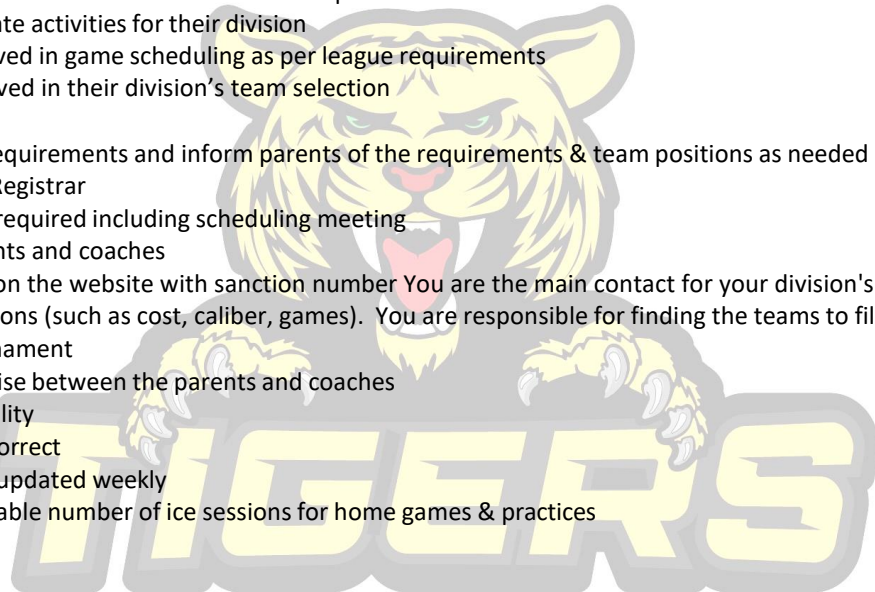 ate activities for their division
ved in game scheduling as per league requirements
ved in their division’s team selection
equirements and inform parents of the requirements & team positions as needed
Registrar
required including scheduling meeting
nts and coaches
on the website with sanction number You are the main contact for your division's
ons (such as cost, caliber, games).  You are responsible for finding the teams to fil
nament
ise between the parents and coaches
lity
orrect
updated weekly
able number of ice sessions for home games & practices
TIGERS